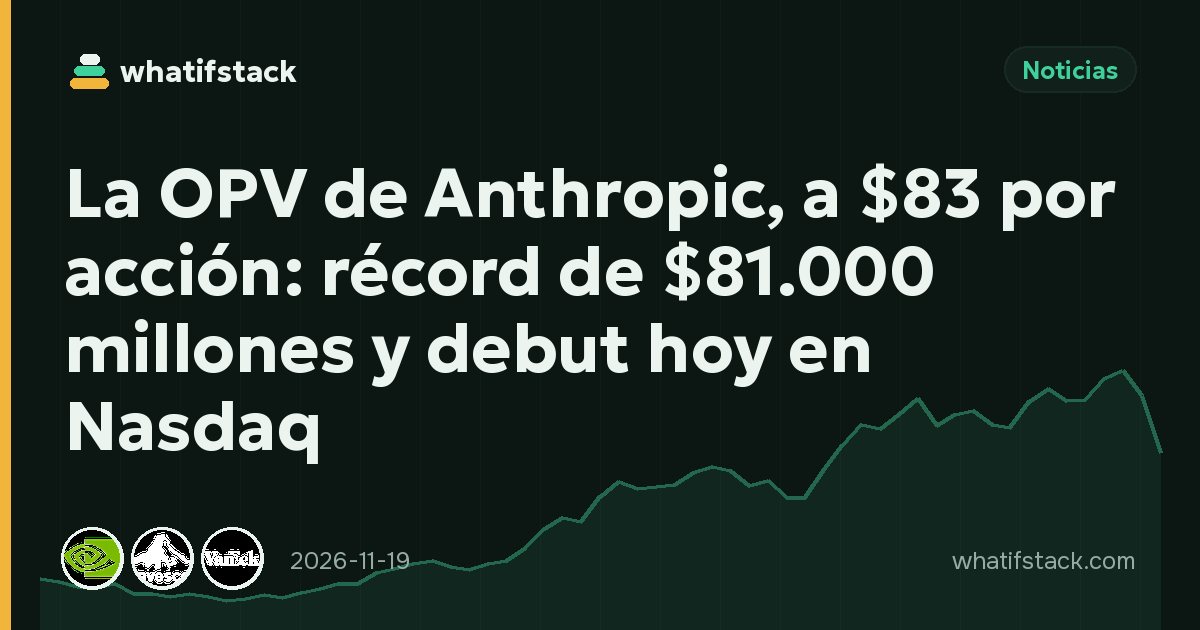 whatifstack
Noticias
La OPV de Anthropic, a $83 por
acción: récord de $81.000
millones y debut hoy en
Nasdaq
VanEck
2026-11-19
whatifstack.com